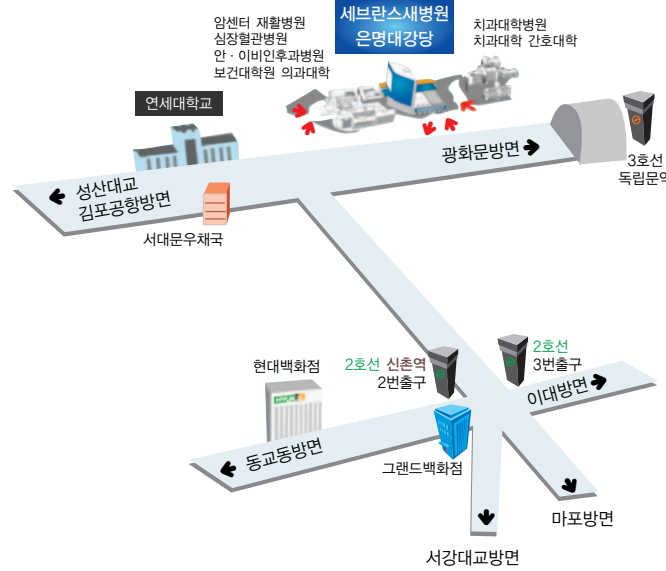 암센터 재활병원
심장혈관병원
안 · 이비인후과병원
보건대학원 의과대학
세브란스새병원
은명대강당
치과대학병원
치과대학 간호대학
연세대학교
광화문방면
3호선
독립문역
성산대교
김포공항방면
서대문우채국
2호선
3번출구
현대백화점
2호선 신촌역
2번출구
이대방면
동교동방면
그랜드백화점
마포방면
서강대교방면